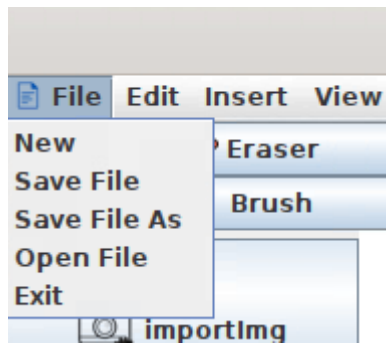 File Edit Insert View
New
Eraser
Save File
Save File As
Brush
Open File
Exit
importImg